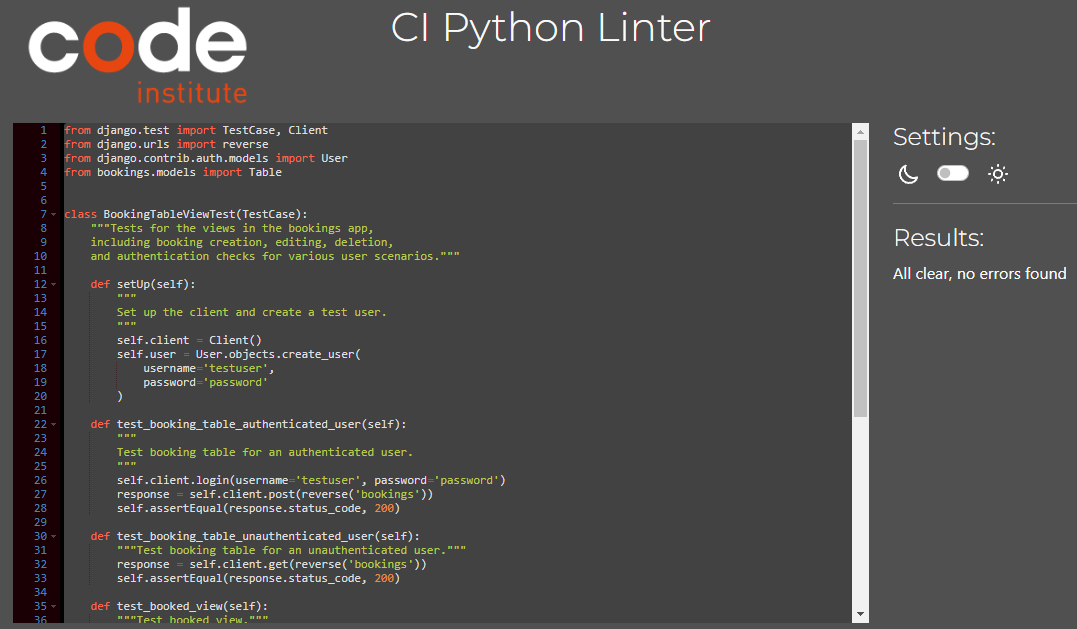 code
institute
CI Python Linter
1 from django.test import TestCase, Client
2 from django.urls import reverse
3 from django.contrib.auth.models import User
4 from bookings.models import Table
5
6
7 class BookingTableViewTest(TestCase):
8     """Tests for the views in the bookings app,
9     including booking creation, editing, deletion,
10     and authentication checks for various user scenarios."""
11
12     def setUp(self):
13         """
14         Set up the client and create a test user.
15         """
16         self.client = Client()
17         self.user = User.objects.create_user(
18             username='testuser',
19             password='password'
20         )
21
22     def test_booking_table_authenticated_user(self):
23         """
24         Test booking table for an authenticated user.
25         """
26         self.client.login(username='testuser', password='password')
27         response = self.client.post(reverse('bookings'))
28         self.assertEqual(response.status_code, 200)
29
30     def test_booking_table_unauthenticated_user(self):
31         """Test booking table for an unauthenticated user."""
32         response = self.client.get(reverse('bookings'))
33         self.assertEqual(response.status_code, 200)
34
35     def test_booked_view(self):
36         """Test booked view."""
Settings:
Results:
All clear, no errors found